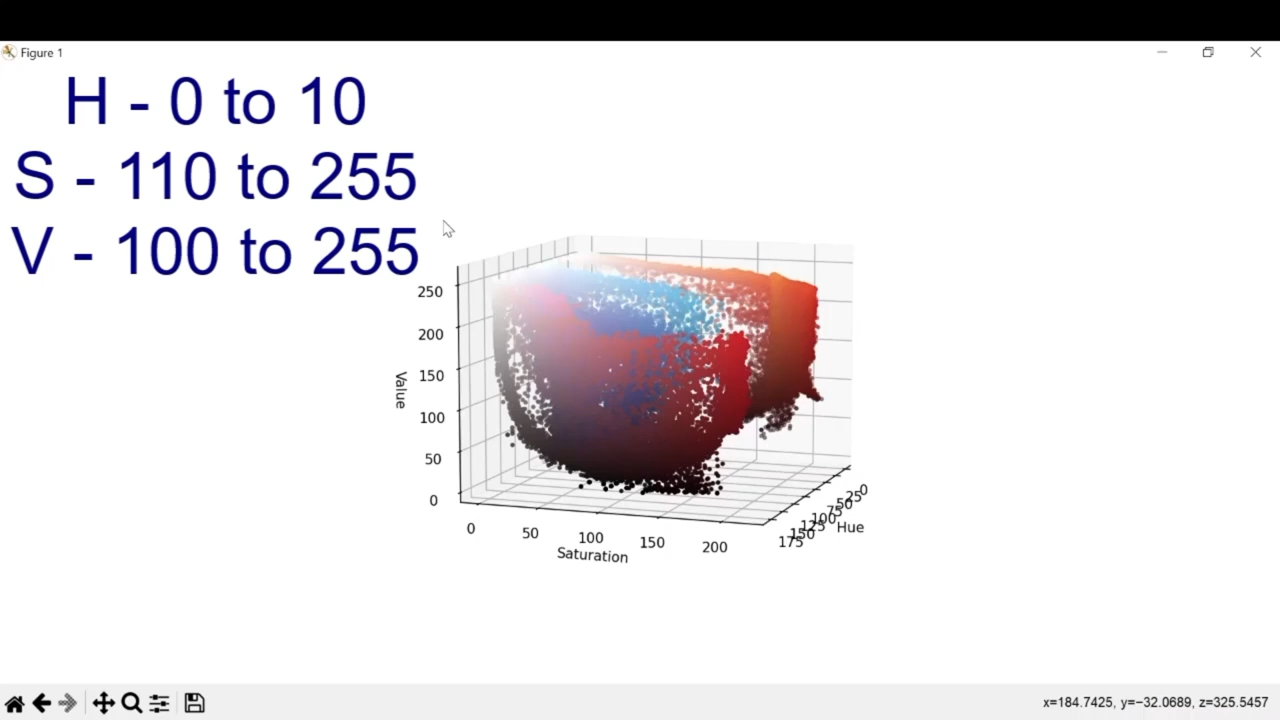 Figure 1
H - 0 to 10
S - 110 to 255
V - 100 to 255
250
200
150
100
50
0
Value
0
50
100
150
200
Saturation
0
25
50
75
100
125
150
175
Hue
x=184.7425, y=−32.0689, z=325.5457